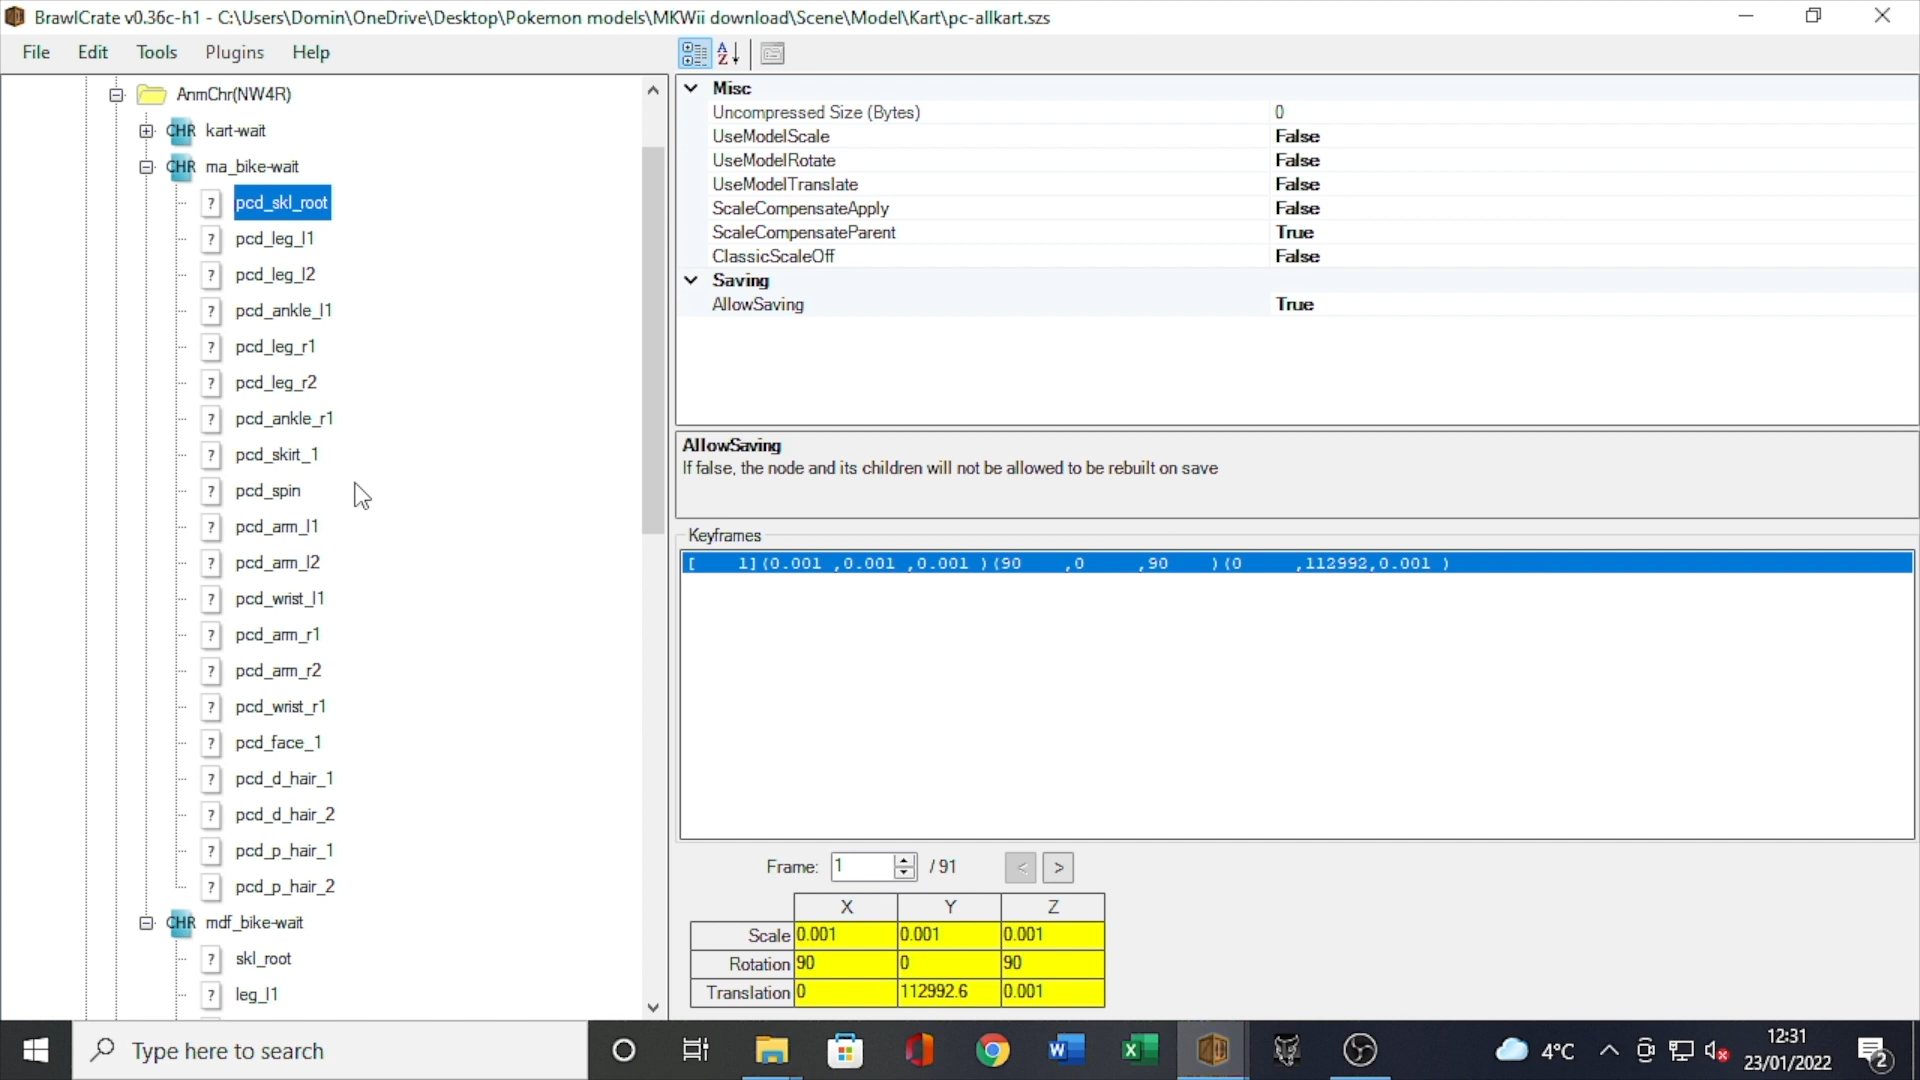 BrawlCrate v0.36c-h1 - C:\Users\Domin\OneDrive\Desktop\Pokemon models\MKWii download\Scene\Model\Kart\pc-allkart.szs
File Edit Tools Plugins Help
AnmChr(NW4R)
CHR kart-wait
CHR ma_bike-wait
? pcd_skl_root
? pcd_leg_l1
? pcd_leg_l2
? pcd_ankle_l1
? pcd_leg_r1
? pcd_leg_r2
? pcd_ankle_r1
? pcd_skirt_1
? pcd_spin
? pcd_arm_l1
? pcd_arm_l2
? pcd_wrist_l1
? pcd_arm_r1
? pcd_arm_r2
? pcd_wrist_r1
? pcd_face_1
? pcd_d_hair_1
? pcd_d_hair_2
? pcd_p_hair_1
? pcd_p_hair_2
CHR mdf_bike-wait
? skl_root
? leg_l1
Misc
Uncompressed Size (Bytes) 0
UseModelScale False
UseModelRotate False
UseModelTranslate False
ScaleCompensateApply False
ScaleCompensateParent True
ClassicScaleOff False
Saving
AllowSaving True
AllowSaving
If false, the node and its children will not be allowed to be rebuilt on save
Keyframes
[    1](0.001 ,0.001 ,0.001 )(90    ,0     ,90    )(0     ,112992,0.001 )
Frame: 1 / 91 < >
X Y Z
Scale 0.001 0.001 0.001
Rotation 90 0 90
Translation 0 112992.6 0.001
Type here to search
4°C
12:31
23/01/2022
2